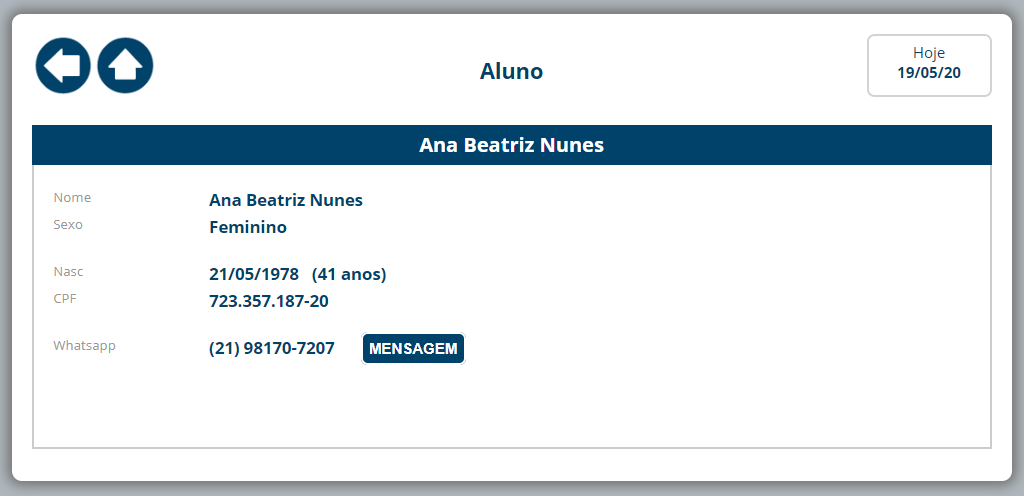 Aluno
Hoje
19/05/20
Ana Beatriz Nunes
Nome Ana Beatriz Nunes
Sexo Feminino
Nasc 21/05/1978 (41 anos)
CPF 723.357.187-20
Whatsapp (21) 98170-7207 MENSAGEM